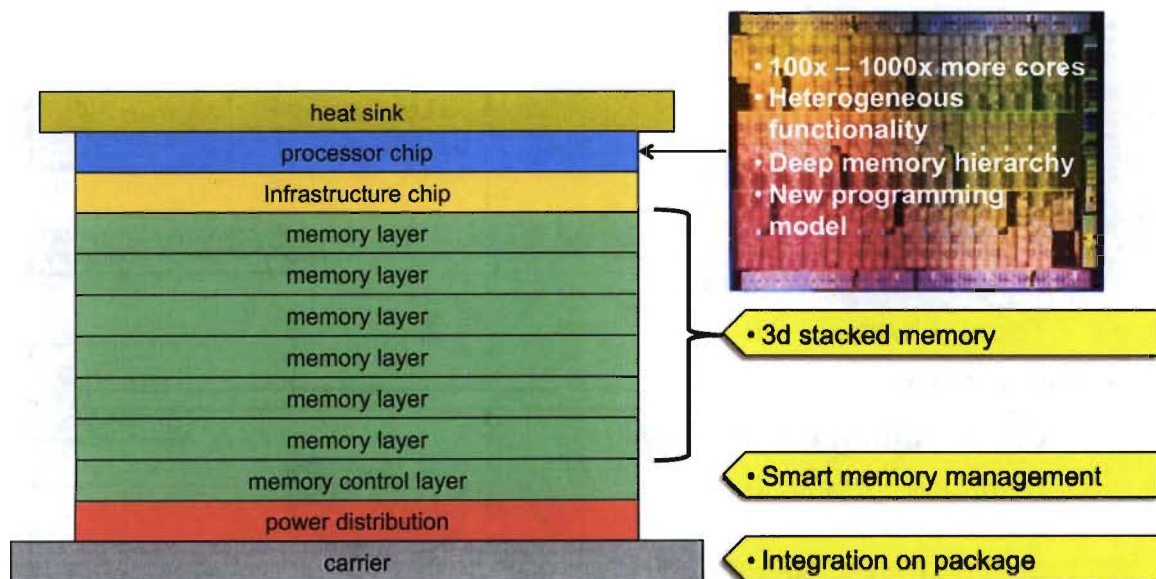 heat sink
processor chip
Infrastructure chip
memory layer
memory layer
memory layer
memory layer
memory layer
memory layer
memory control layer
power distribution
carrier
• 100x – 1000x more cores
• Heterogeneous
functionality
• Deep memory hierarchy
• New programming
model
• 3d stacked memory
• Smart memory management
• Integration on package